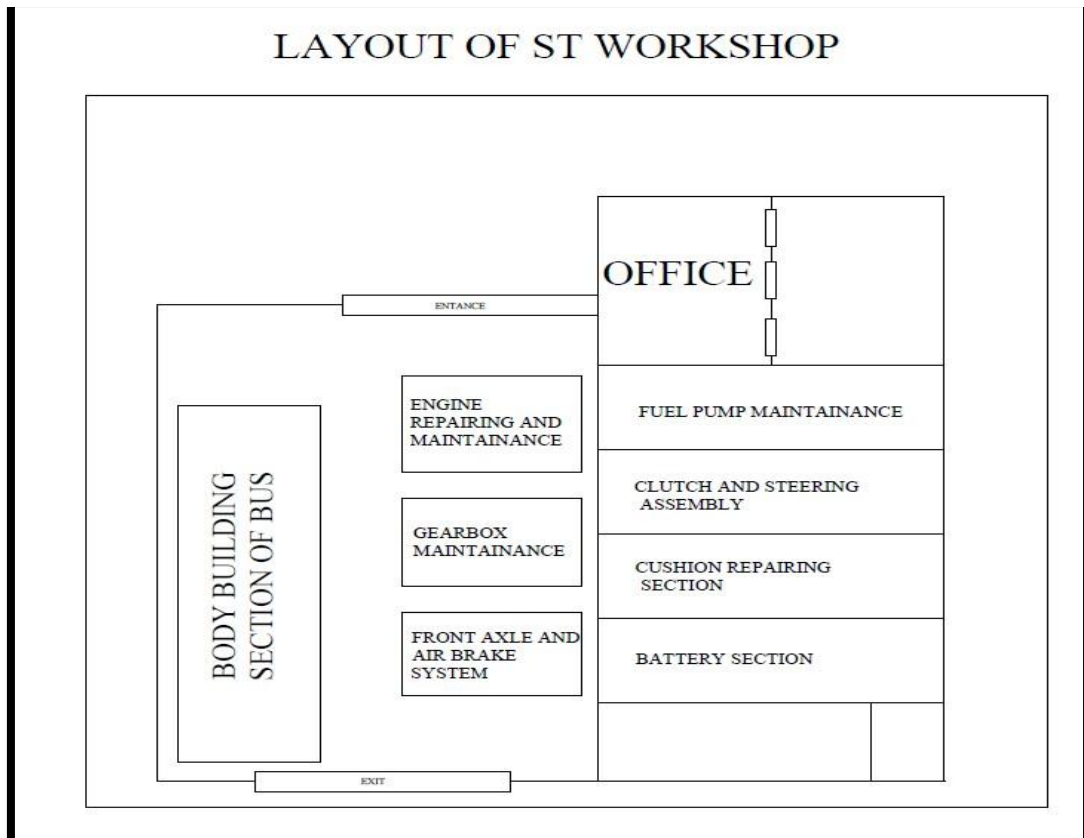 LAYOUT OF ST WORKSHOP
OFFICE
ENTANCE
ENGINE
REPAIRING AND
MAINTAINANCE
FUEL PUMP MAINTAINANCE
CLUTCH AND STEERING
ASSEMBLY
BODY BUILDING
SECTION OF BUS
GEARBOX
MAINTAINANCE
CUSHION REPAIRING
SECTION
FRONT AXLE AND
AIR BRAKE
SYSTEM
BATTERY SECTION
EXIT